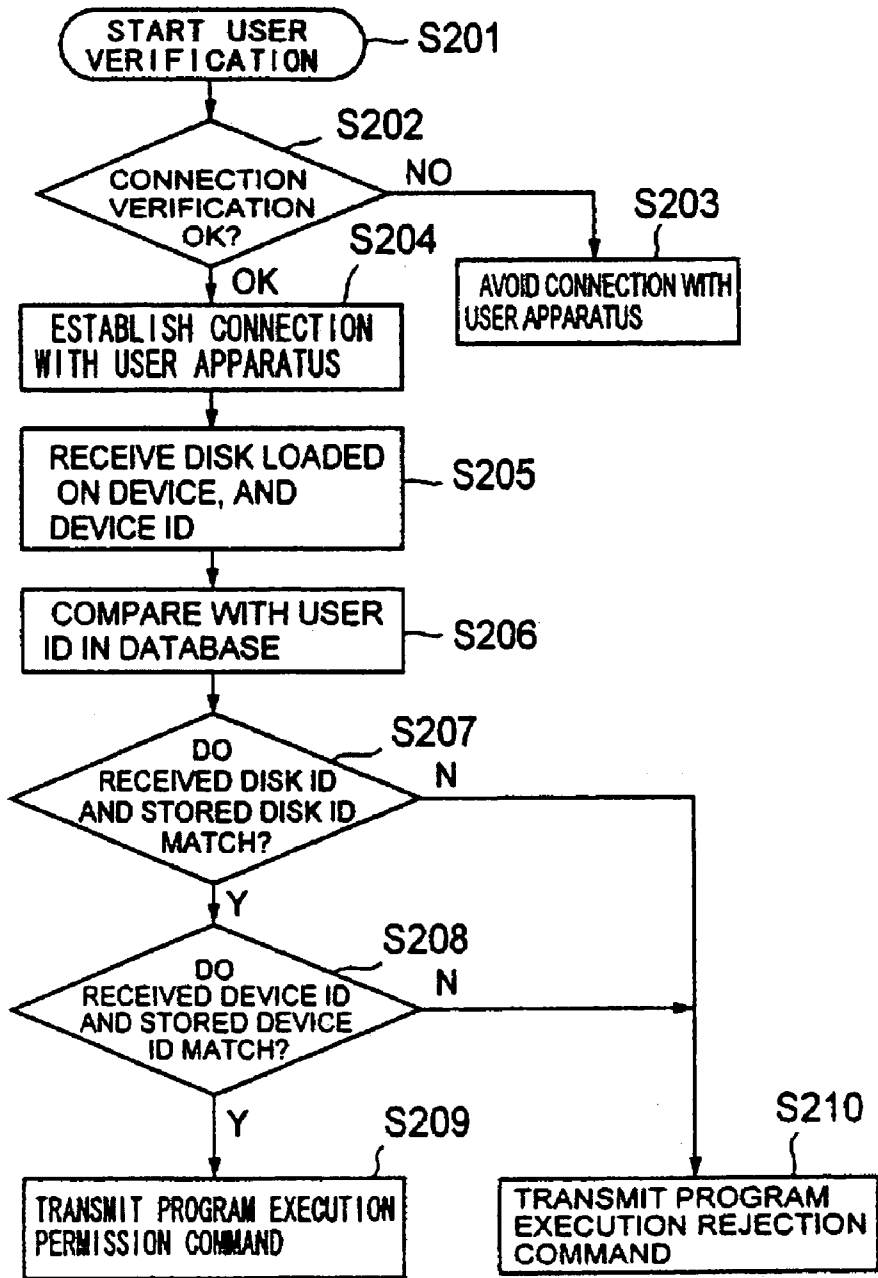 START USER
VERIFICATION
S201
S202
CONNECTION
VERIFICATION
OK?
NO
S203
AVOID CONNECTION WITH
USER APPARATUS
OK
S204
ESTABLISH CONNECTION
WITH USER APPARATUS
RECEIVE DISK LOADED
ON DEVICE, AND
DEVICE ID
S205
COMPARE WITH USER
ID IN DATABASE
S206
S207
DO
RECEIVED DISK ID
AND STORED DISK ID
MATCH?
N
Y
S208
DO
RECEIVED DEVICE ID
AND STORED DEVICE
ID MATCH?
N
Y
S209
TRANSMIT PROGRAM EXECUTION
PERMISSION COMMAND
S210
TRANSMIT PROGRAM
EXECUTION REJECTION
COMMAND